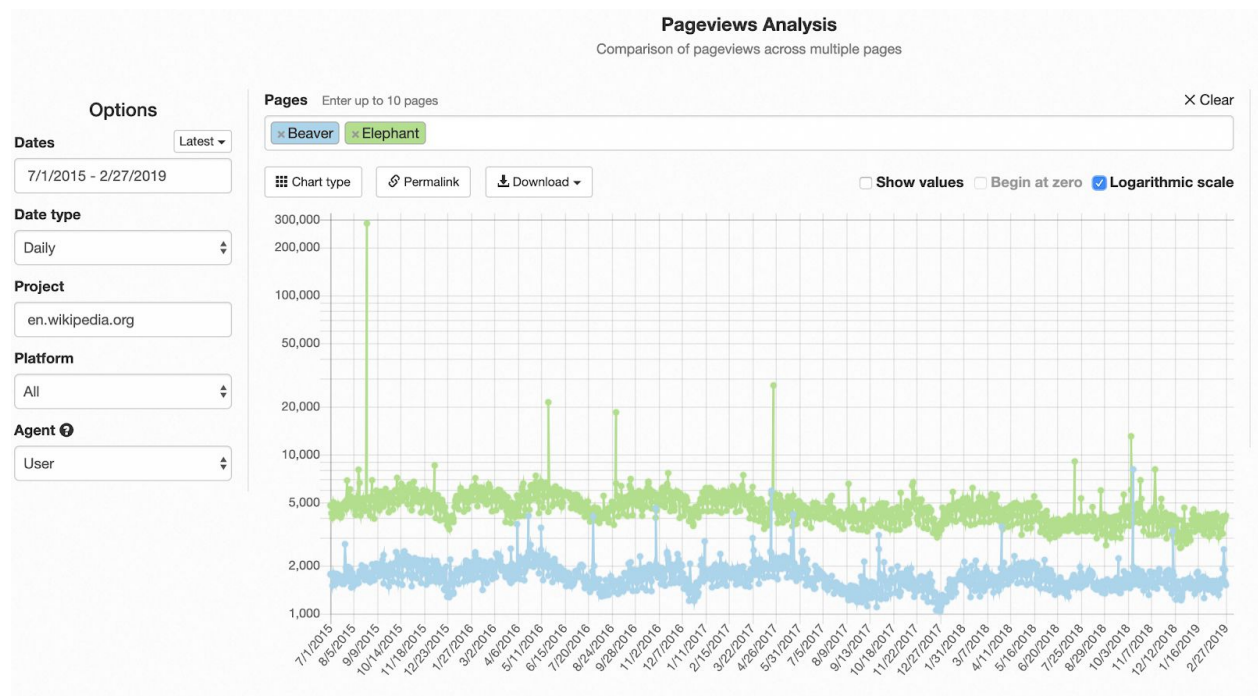 Pageviews Analysis
Comparison of pageviews across multiple pages
Options
Dates
Latest
7/1/2015 - 2/27/2019
Date type
Daily
Project
en.wikipedia.org
Platform
All
Agent ?
User
Pages Enter up to 10 pages
× Clear
× Beaver × Elephant
Chart type Permalink Download
Show values Begin at zero Logarithmic scale
300,000
200,000
100,000
50,000
20,000
10,000
5,000
2,000
1,000
7/1/2015 8/5/2015 9/9/2015 10/14/2015 11/18/2015 12/23/2015 1/27/2016 3/2/2016 4/6/2016 5/11/2016 6/15/2016 7/20/2016 8/24/2016 9/28/2016 11/2/2016 12/7/2016 1/11/2017 2/15/2017 3/22/2017 4/26/2017 5/31/2017 7/5/2017 8/9/2017 9/13/2017 10/18/2017 11/22/2017 12/27/2017 1/31/2018 3/7/2018 4/11/2018 5/16/2018 6/20/2018 7/25/2018 8/29/2018 10/3/2018 11/7/2018 12/12/2018 1/16/2019 2/27/2019